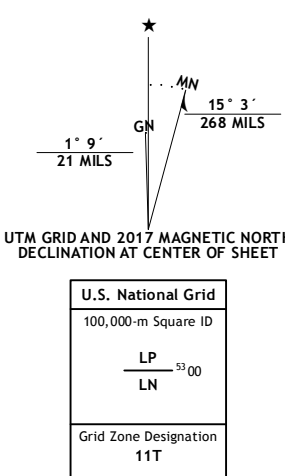 ★
MN
15° 3´
268 MILS
GN
1° 9´
21 MILS
UTM GRID AND 2017 MAGNETIC NORTH
DECLINATION AT CENTER OF SHEET
U.S. National Grid
100,000-m Square ID
LP
53 00
LN
Grid Zone Designation
11T